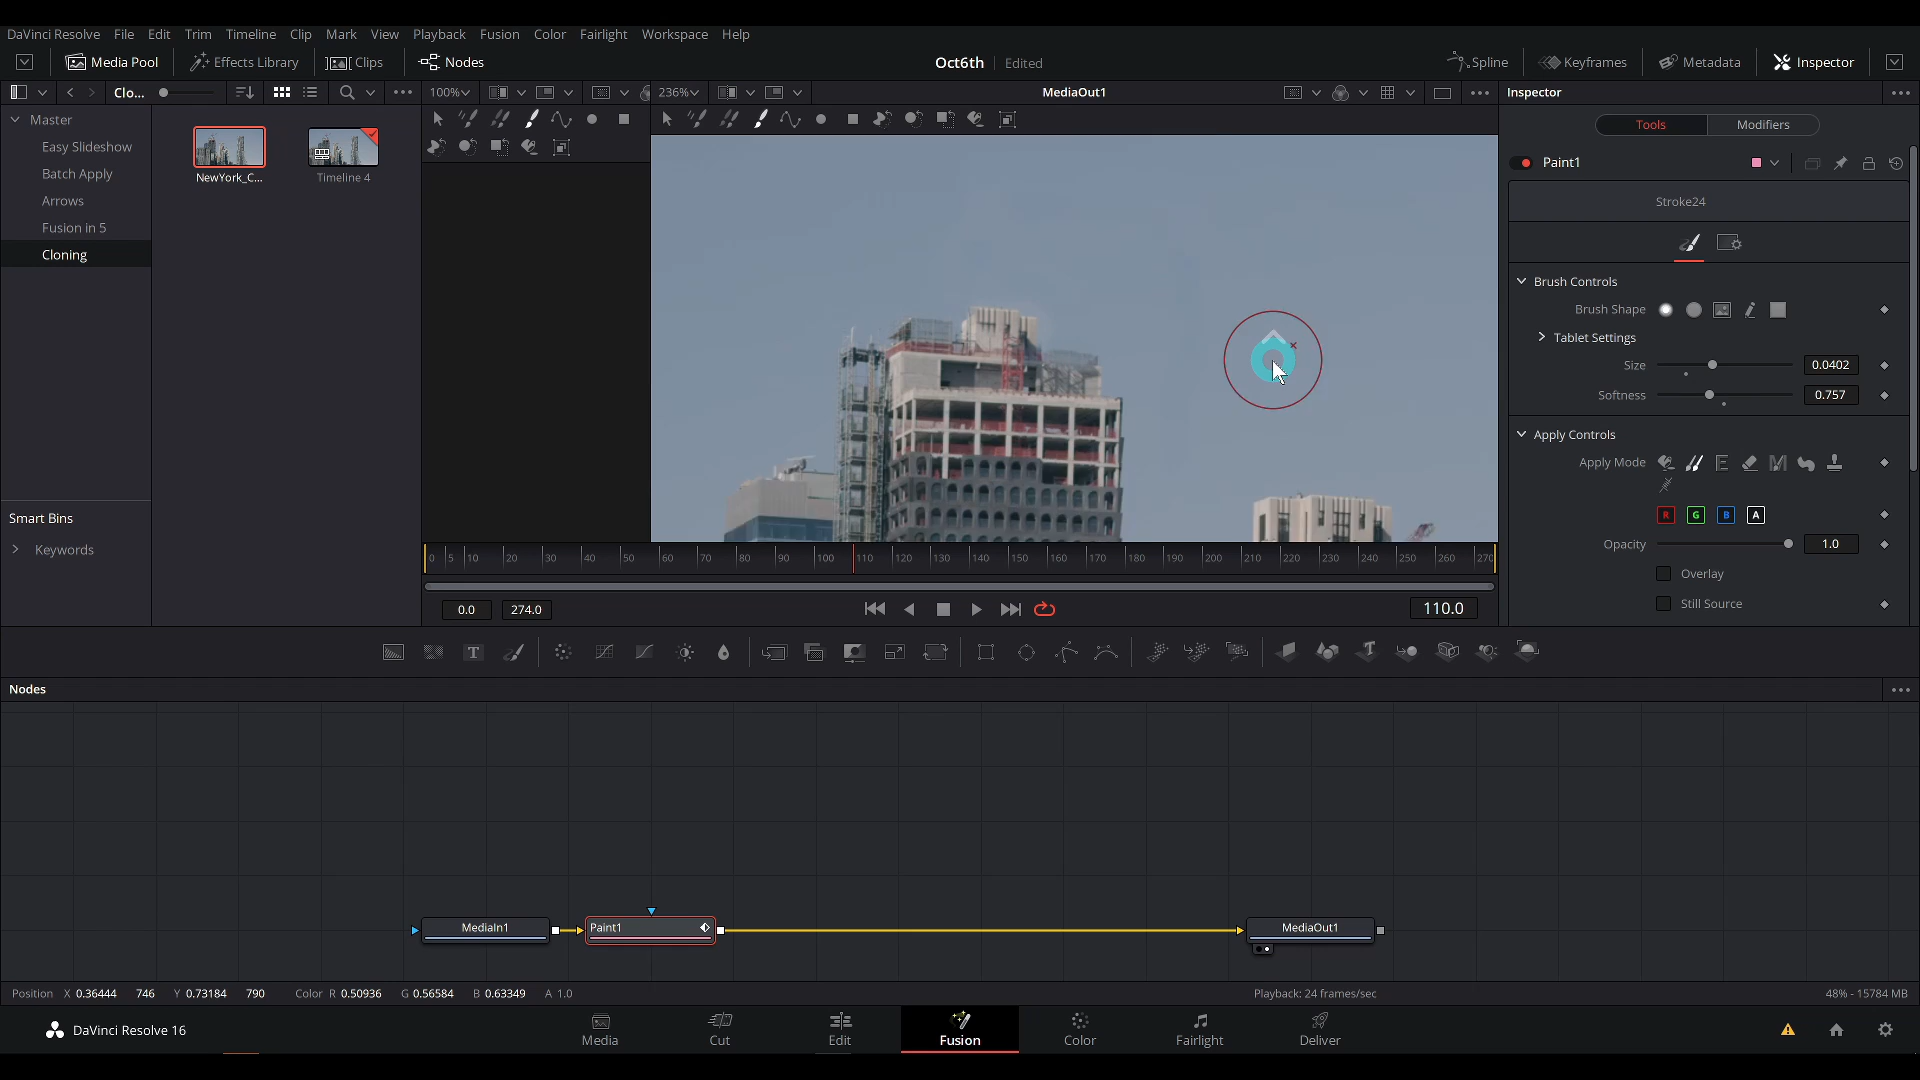 DaVinci Resolve File Edit Trim Timeline Clip Mark View Playback Fusion Color Fairlight Workspace Help
Media Pool Effects Library Clips Nodes Oct6th Edited Spline Keyframes Metadata Inspector
Clo... 100% 236% MediaOut1 Inspector
Master
Easy Slideshow
Batch Apply
Arrows
Fusion in 5
Cloning
Smart Bins
Keywords
NewYork_C... Timeline 4
0 5 10 20 30 40 50 60 70 80 90 100 110 120 130 140 150 160 170 180 190 200 210 220 230 240 250 260 270
0.0 274.0 110.0
Tools Modifiers
Paint1
Stroke24
Brush Controls
Brush Shape
Tablet Settings
Size 0.0402
Softness 0.757
Apply Controls
Apply Mode
R G B A
Opacity 1.0
Overlay
Still Source
Nodes
MediaIn1 Paint1 MediaOut1
Position X 0.36444 746 Y 0.73184 790 Color R 0.50936 G 0.56584 B 0.63349 A 1.0 Playback: 24 frames/sec 48% - 15784 MB
DaVinci Resolve 16 Media Cut Edit Fusion Color Fairlight Deliver